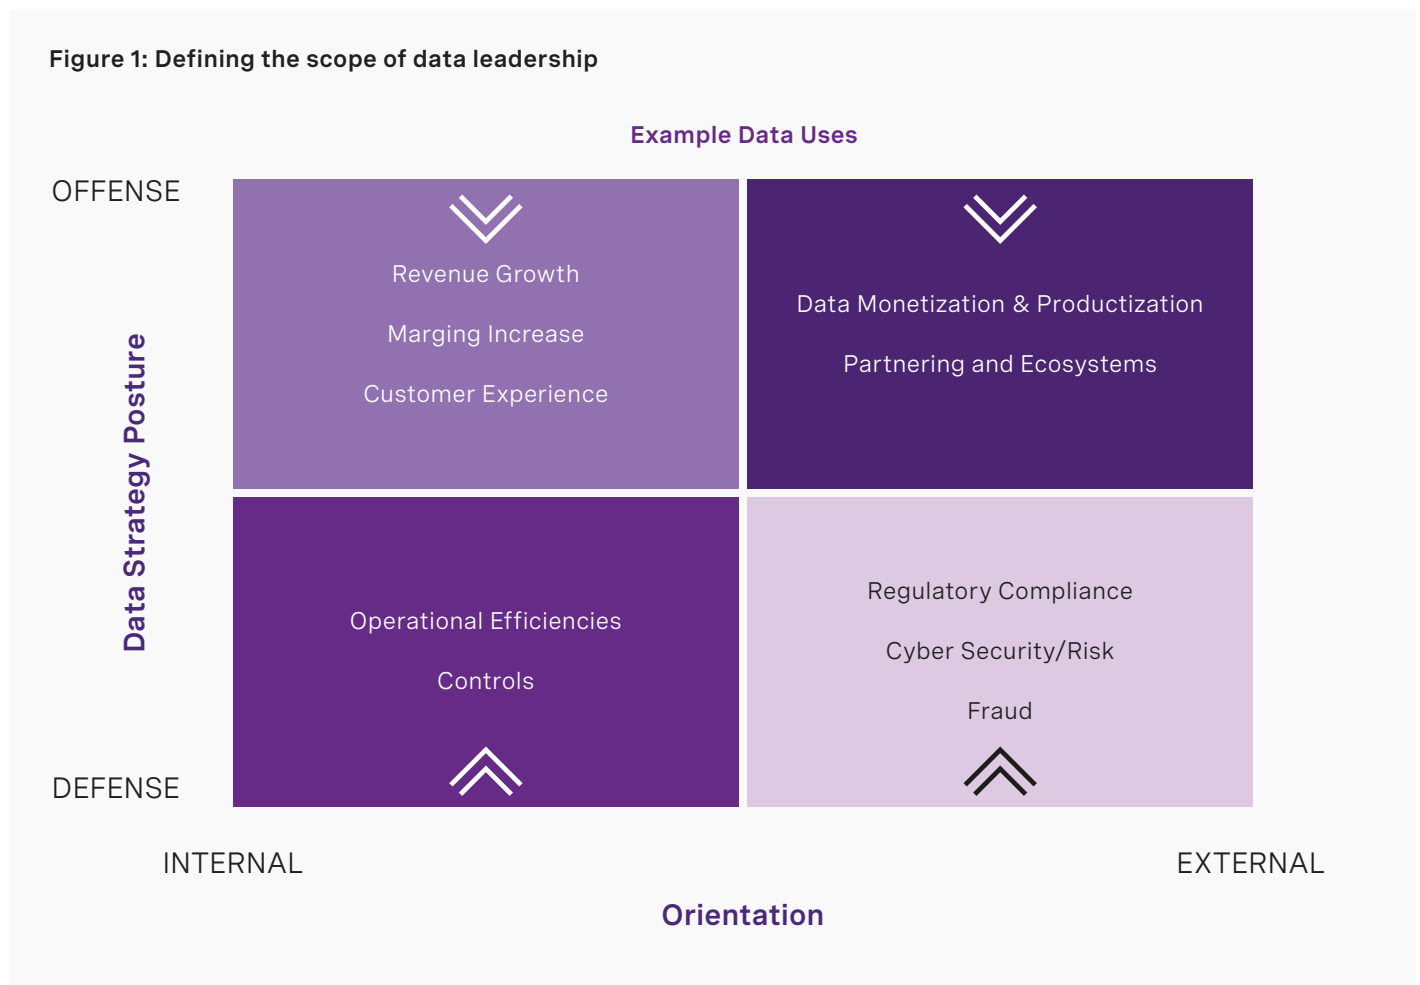 Figure 1: Defining the scope of data leadership
Example Data Uses
OFFENSE
Revenue Growth
Marging Increase
Customer Experience
Data Monetization & Productization
Partnering and Ecosystems
Data Strategy Posture
Operational Efficiencies
Controls
Regulatory Compliance
Cyber Security/Risk
Fraud
DEFENSE
INTERNAL
EXTERNAL
Orientation